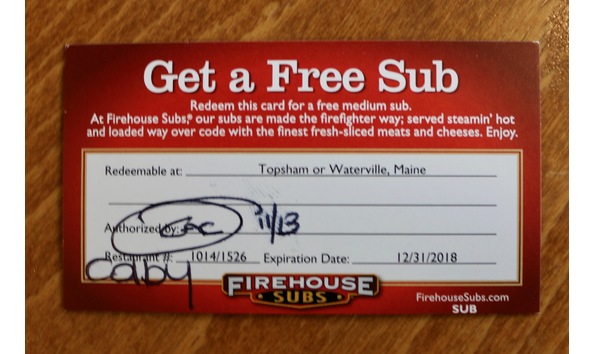 Get a Free Sub
Redeem this card for a free medium sub.
At Firehouse Subs,® our subs are made the firefighter way; served steamin' hot
and loaded way over code with the finest fresh-sliced meats and cheeses. Enjoy.
Redeemable at: Topsham or Waterville, Maine
Authorized by: 11/13
Restaurant #: 1014/1526 Expiration Date: 12/31/2018
Caby
FIREHOUSE
SUBS
FirehouseSubs.com
SUB